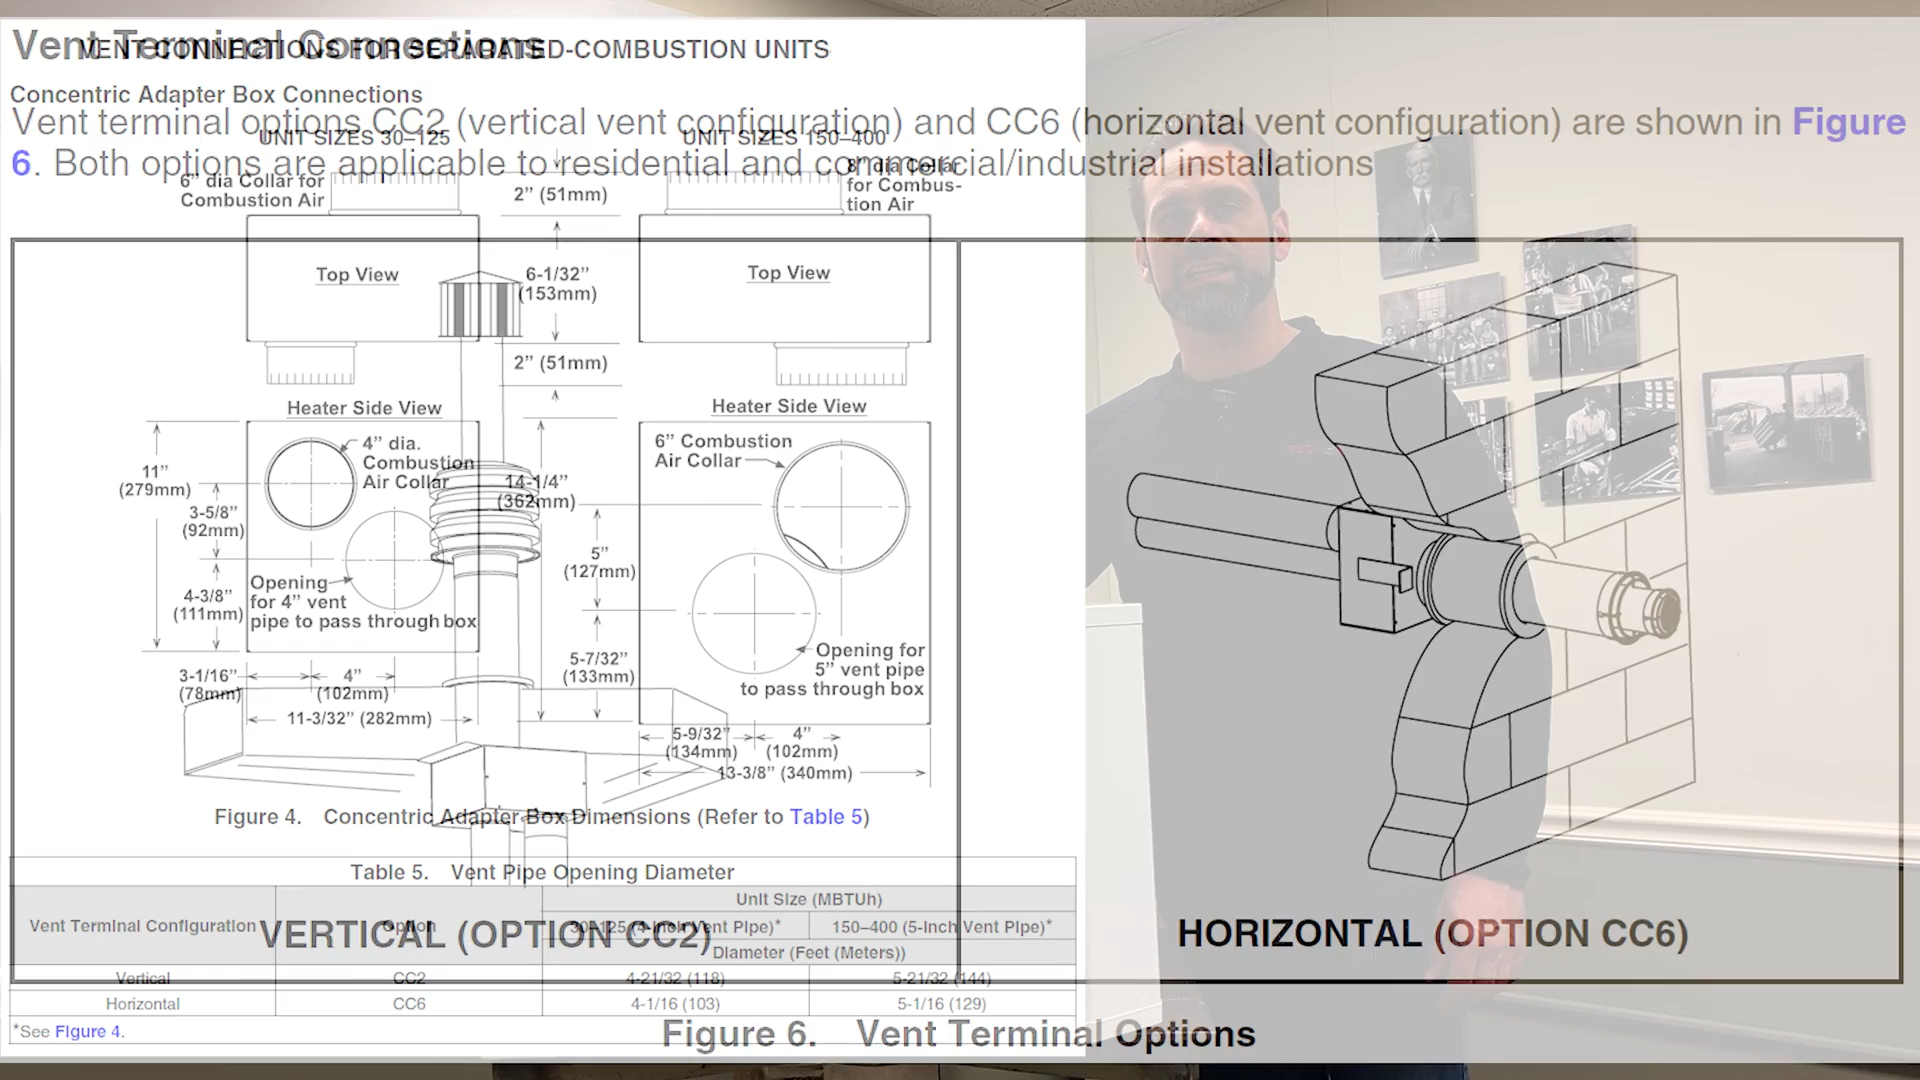 Vent Terminal Connections
VENT CONNECTIONS FOR SEPARATED-COMBUSTION UNITS
Concentric Adapter Box Connections
Vent terminal options CC2 (vertical vent configuration) and CC6 (horizontal vent configuration) are shown in Figure
6. Both options are applicable to residential and commercial/industrial installations
UNIT SIZES 30–125
UNIT SIZES 150–400
6” dia Collar for
Combustion Air
2” (51mm)
8” dia Collar
for Combus-
tion Air
Top View
6-1/32”
(153mm)
Top View
2” (51mm)
Heater Side View
Heater Side View
4” dia.
Combustion
Air Collar
6” Combustion
Air Collar
11”
(279mm)
14-1/4”
(362mm)
3-5/8”
(92mm)
5”
(127mm)
Opening
for 4” vent
pipe to pass through box
4-3/8”
(111mm)
Opening for
5” vent pipe
to pass through box
5-7/32”
(133mm)
3-1/16”
(78mm)
4”
(102mm)
11-3/32” (282mm)
5-9/32”
(134mm)
4”
(102mm)
13-3/8” (340mm)
Figure 4. Concentric Adapter Box Dimensions (Refer to Table 5)
Table 5. Vent Pipe Opening Diameter
Unit Size (MBTUh)
Vent Terminal Configuration
Option
30–125 (4-Inch Vent Pipe)*
150–400 (5-Inch Vent Pipe)*
Diameter (Feet (Meters))
VERTICAL (OPTION CC2)
HORIZONTAL (OPTION CC6)
Vertical CC2 4-21/32 (118) 5-21/32 (144)
Horizontal CC6 4-1/16 (103) 5-1/16 (129)
*See Figure 4.
Figure 6. Vent Terminal Options